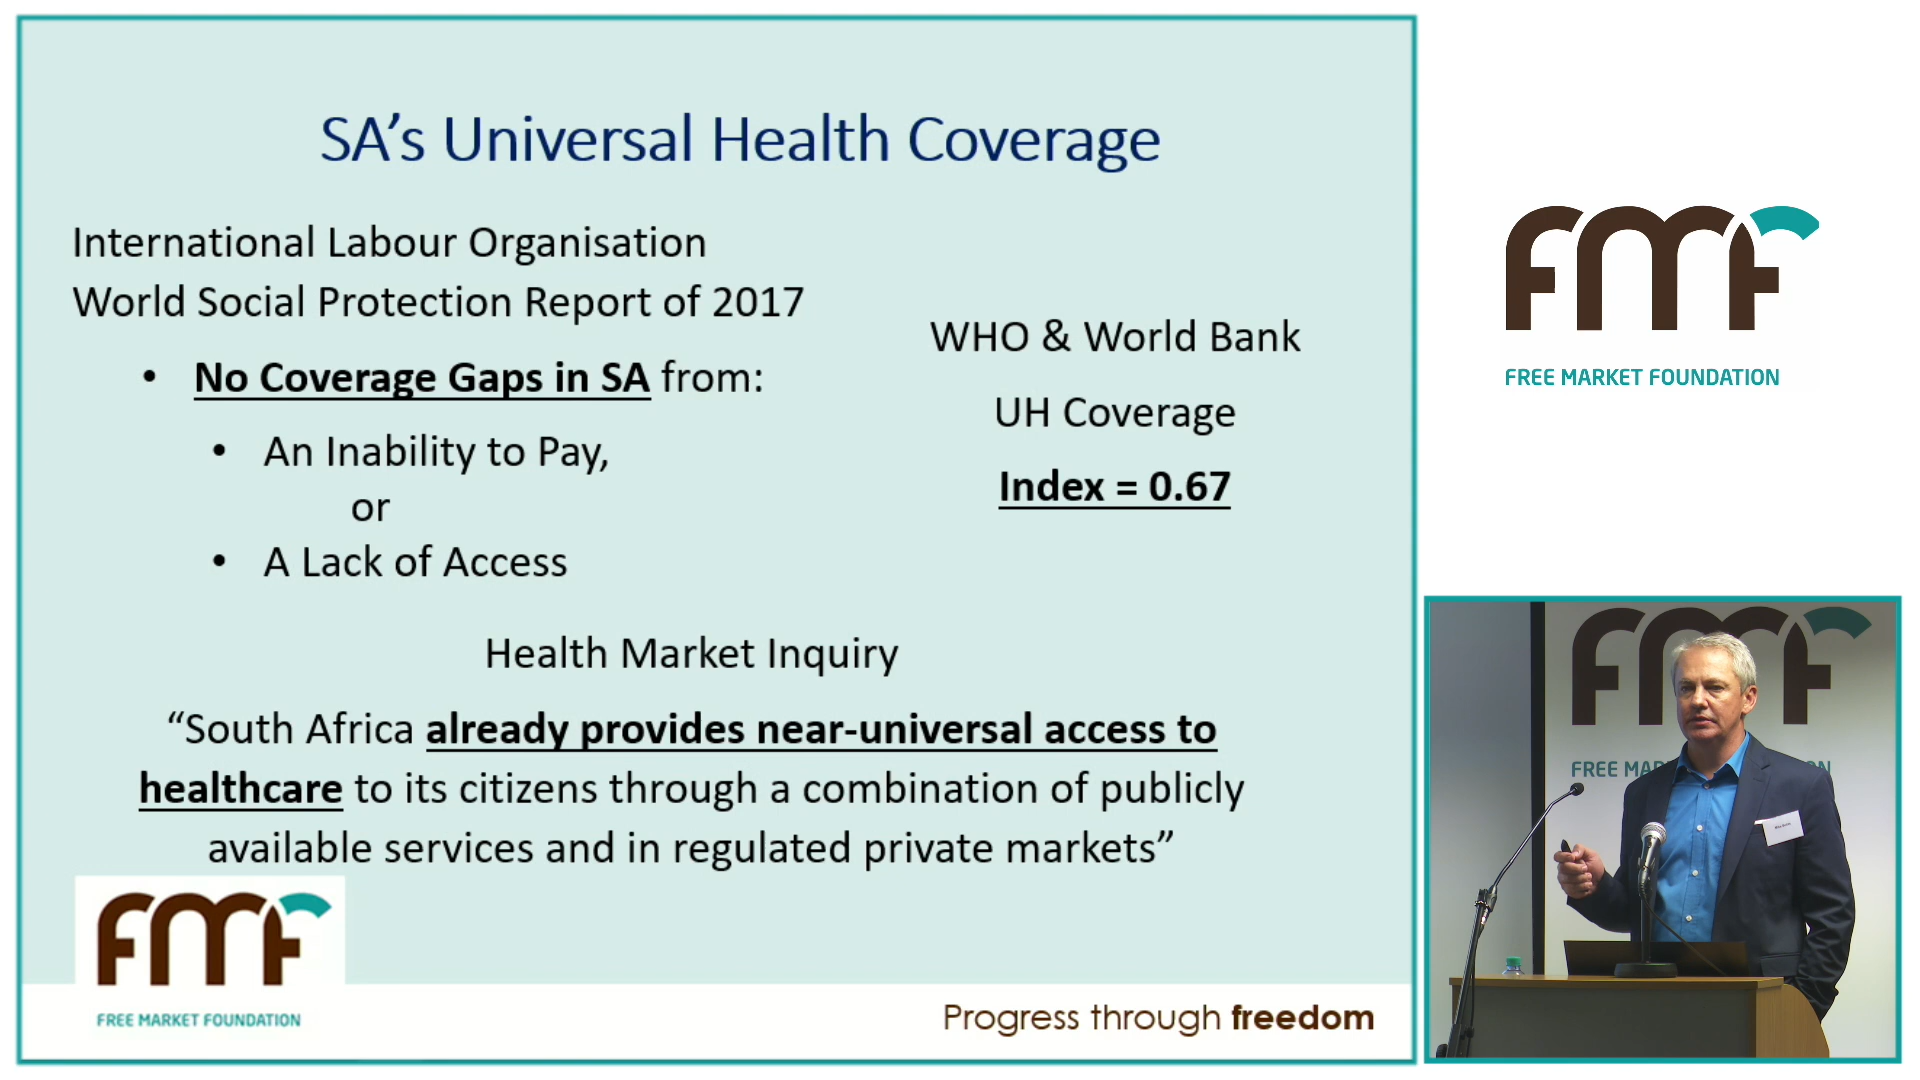 SA’s Universal Health Coverage
International Labour Organisation
World Social Protection Report of 2017
• No Coverage Gaps in SA from:
• An Inability to Pay,
or
• A Lack of Access
WHO & World Bank
UH Coverage
Index = 0.67
Health Market Inquiry
“South Africa already provides near-universal access to
healthcare to its citizens through a combination of publicly
available services and in regulated private markets”
FMF
FREE MARKET FOUNDATION
Progress through freedom
FMF
FREE MARKET FOUNDATION
FMF